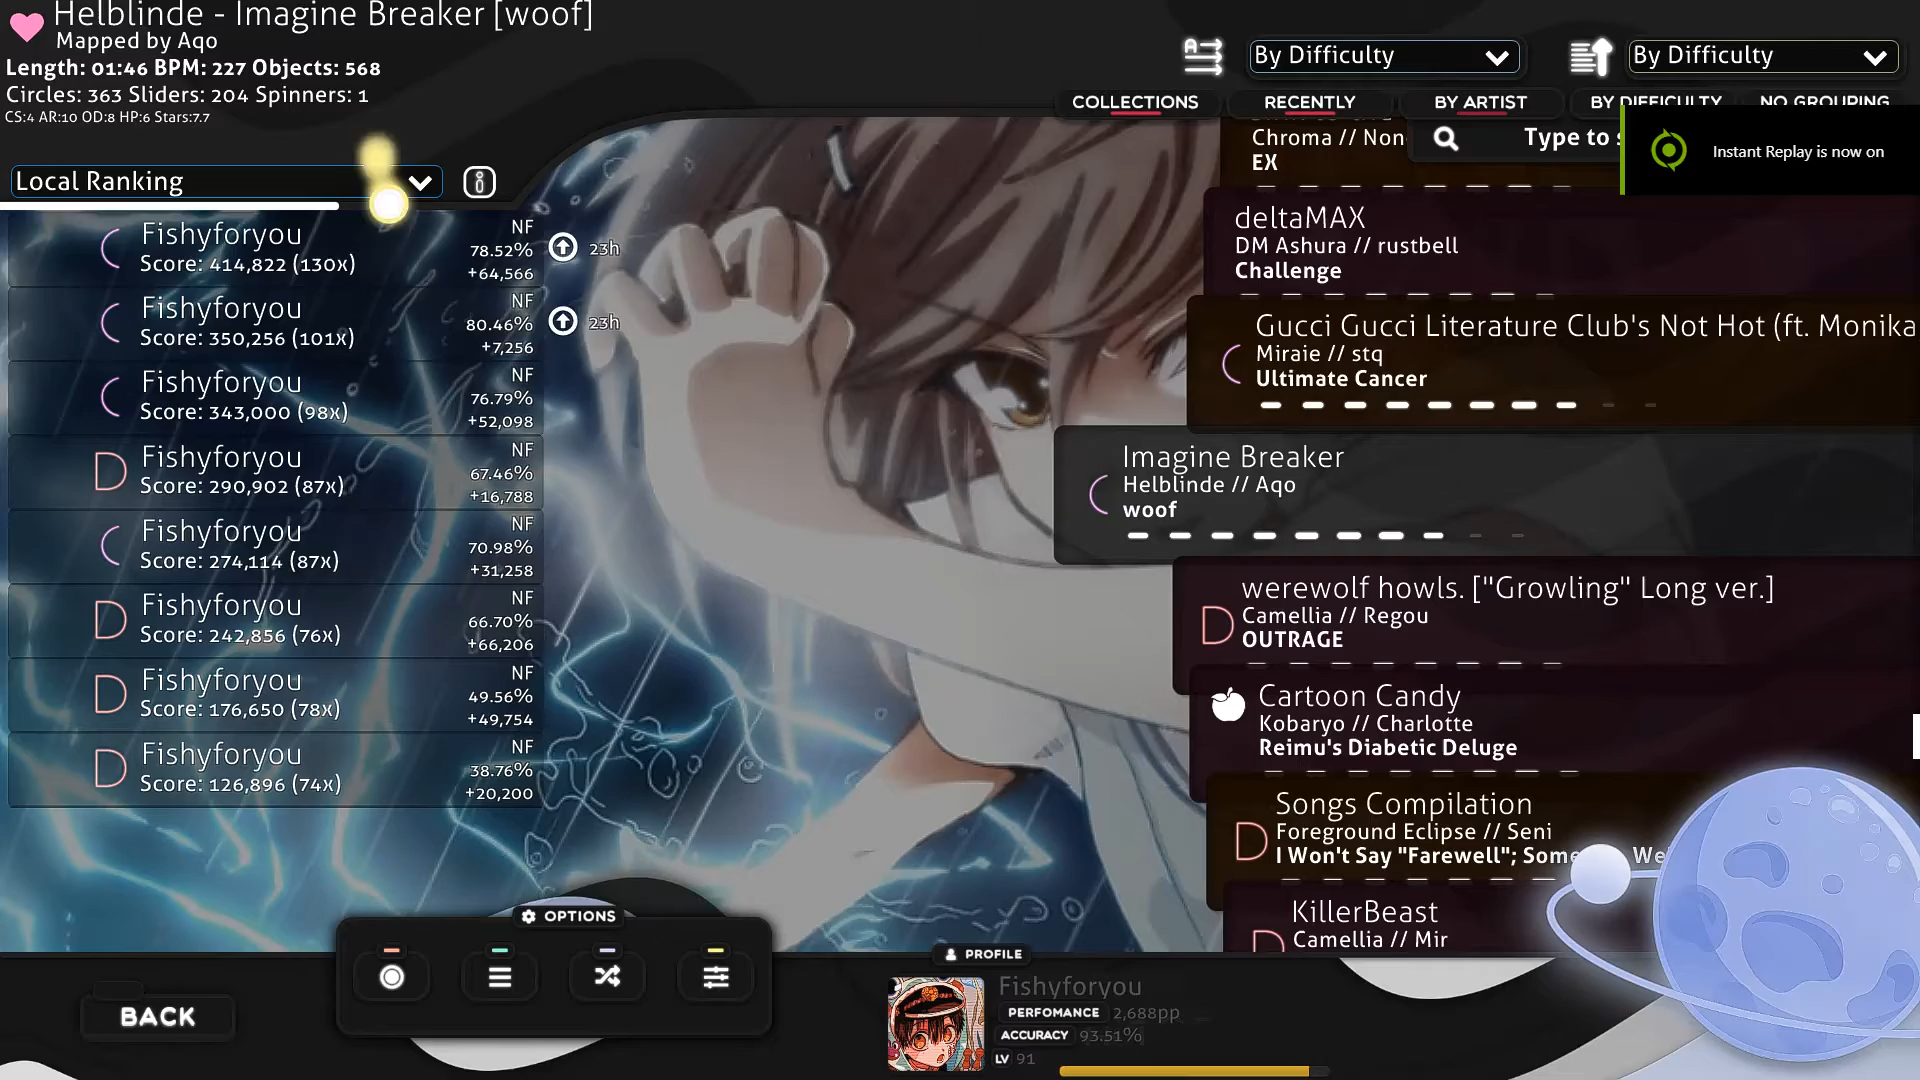 Helblinde - Imagine Breaker [woof]
Mapped by Aqo
Length: 01:46 BPM: 227 Objects: 568
Circles: 363 Sliders: 204 Spinners: 1
CS:4 AR:10 OD:8 HP:6 Stars:7.7
By Difficulty
By Difficulty
COLLECTIONS
RECENTLY
BY ARTIST
BY DIFFICULTY
NO GROUPING
Type to
Instant Replay is now on
Local Ranking
Fishyforyou
Score: 414,822 (130x)
NF
78.52%
+64,566
23h
Fishyforyou
Score: 350,256 (101x)
NF
80.46%
+7,256
23h
Fishyforyou
Score: 343,000 (98x)
NF
76.79%
+52,098
D
Fishyforyou
Score: 290,902 (87x)
NF
67.46%
+16,788
Fishyforyou
Score: 274,114 (87x)
NF
70.98%
+31,258
D
Fishyforyou
Score: 242,856 (76x)
NF
66.70%
+66,206
D
Fishyforyou
Score: 176,650 (78x)
NF
49.56%
+49,754
D
Fishyforyou
Score: 126,896 (74x)
NF
38.76%
+20,200
Chroma // Non
EX
deltaMAX
DM Ashura // rustbell
Challenge
Gucci Gucci Literature Club's Not Hot (ft. Monika
Miraie // stq
Ultimate Cancer
Imagine Breaker
Helblinde // Aqo
woof
werewolf howls. ["Growling" Long ver.]
D
Camellia // Regou
OUTRAGE
Cartoon Candy
Kobaryo // Charlotte
Reimu's Diabetic Deluge
Songs Compilation
D
Foreground Eclipse // Seni
I Won't Say "Farewell"; Some We
KillerBeast
Camellia // Mir
OPTIONS
BACK
PROFILE
Fishyforyou
PERFOMANCE 2,688pp
ACCURACY 93.51%
LV 91